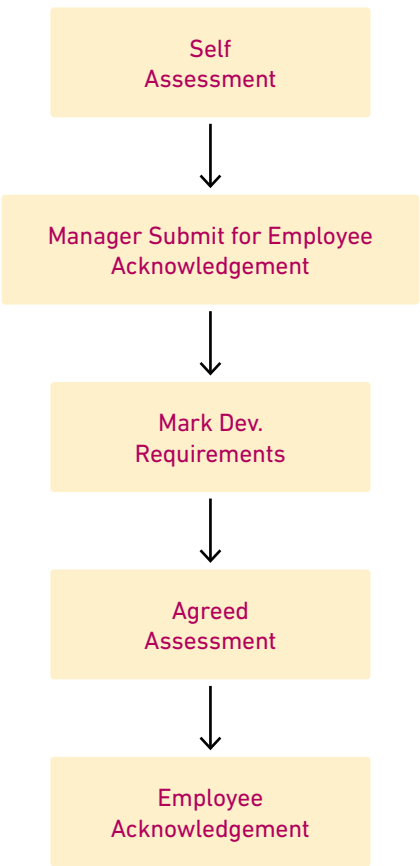 Self
Assessment
Manager Submit for Employee
Acknowledgement
Mark Dev.
Requirements
Agreed
Assessment
Employee
Acknowledgement